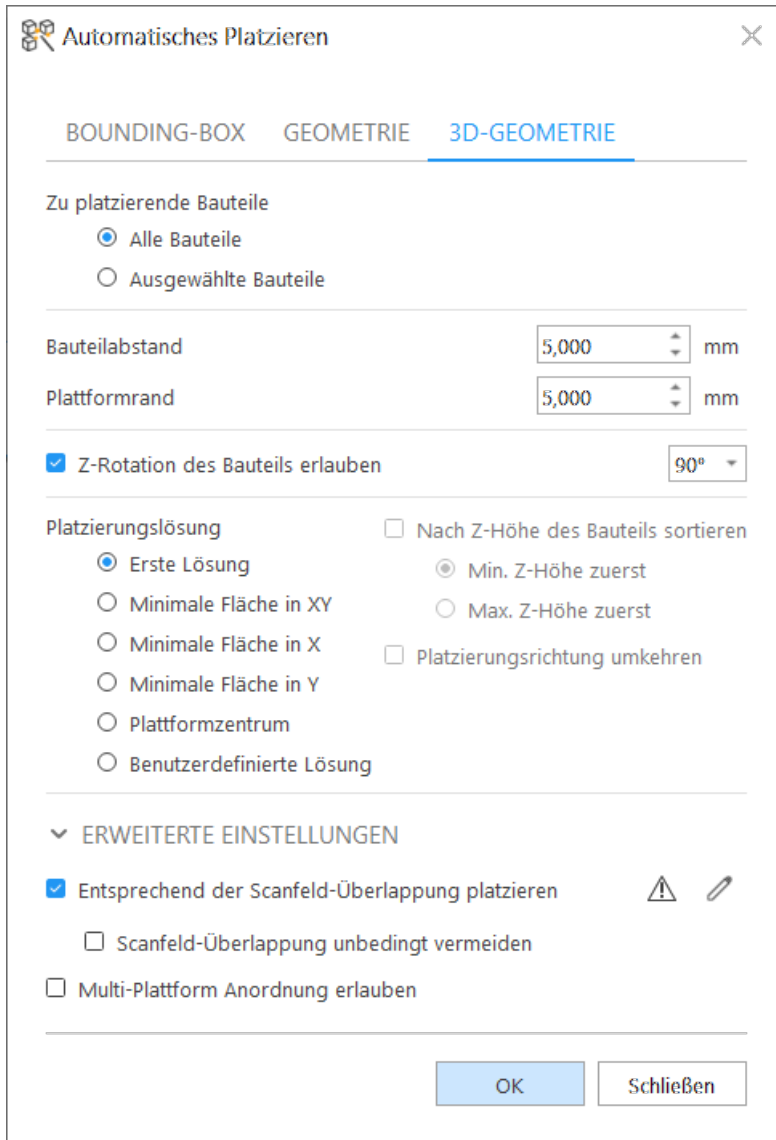 Automatisches Platzieren
BOUNDING-BOX GEOMETRIE 3D-GEOMETRIE
Zu platzierende Bauteile
Alle Bauteile
Ausgewählte Bauteile
Bauteilabstand 5,000 mm
Plattformrand 5,000 mm
Z-Rotation des Bauteils erlauben 90°
Platzierungslösung
Erste Lösung
Minimale Fläche in XY
Minimale Fläche in X
Minimale Fläche in Y
Plattformzentrum
Benutzerdefinierte Lösung
Nach Z-Höhe des Bauteils sortieren
Min. Z-Höhe zuerst
Max. Z-Höhe zuerst
Platzierungsrichtung umkehren
ERWEITERTE EINSTELLUNGEN
Entsprechend der Scanfeld-Überlappung platzieren
Scanfeld-Überlappung unbedingt vermeiden
Multi-Plattform Anordnung erlauben
OK Schließen